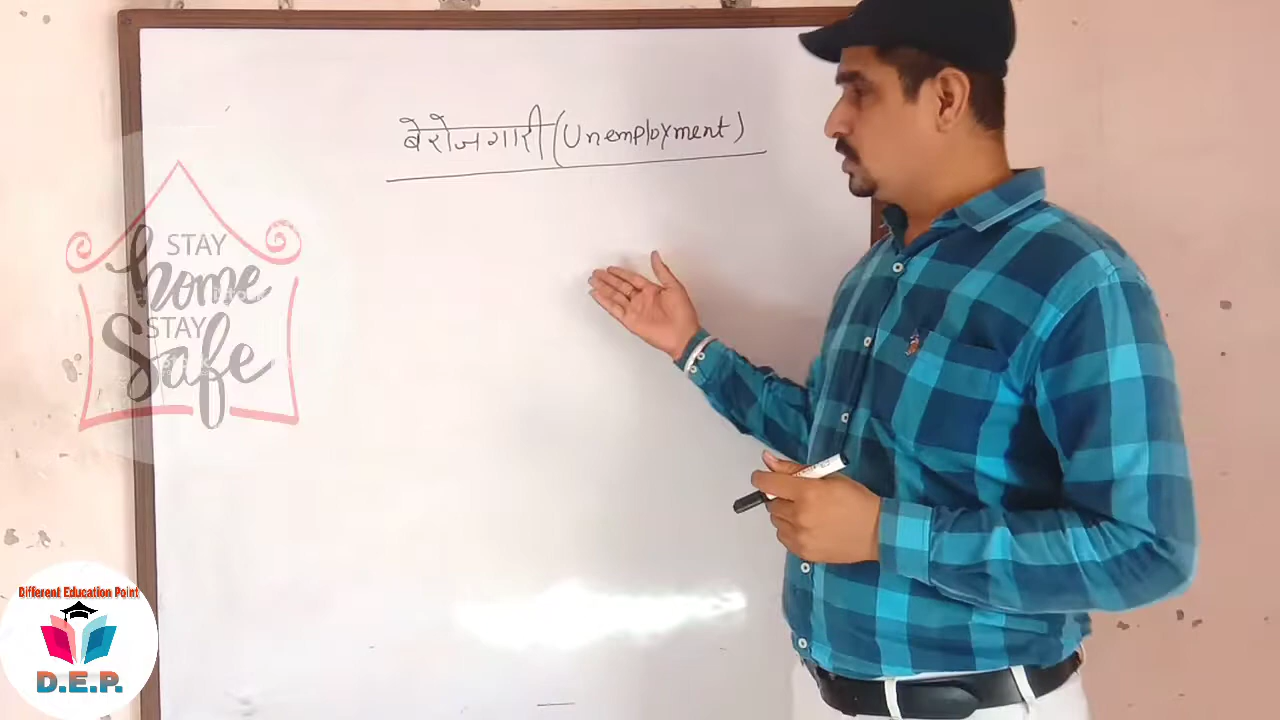 बेरोजगारी (Unemployment)
STAY
home
STAY
Safe
Different Education Point
D.E.P.